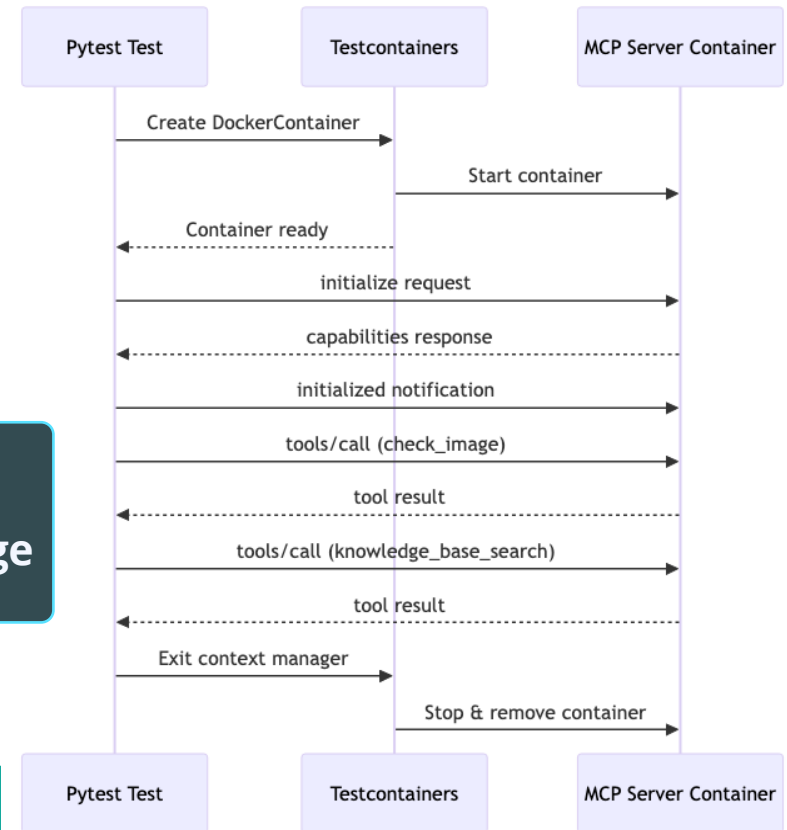 Pytest Test
Testcontainers
MCP Server Container
Create DockerContainer
Start container
Container ready
initialize request
capabilities response
initialized notification
tools/call (check_image)
tool result
tools/call (knowledge_base_search)
tool result
Exit context manager
Stop & remove container
Pytest Test
Testcontainers
MCP Server Container